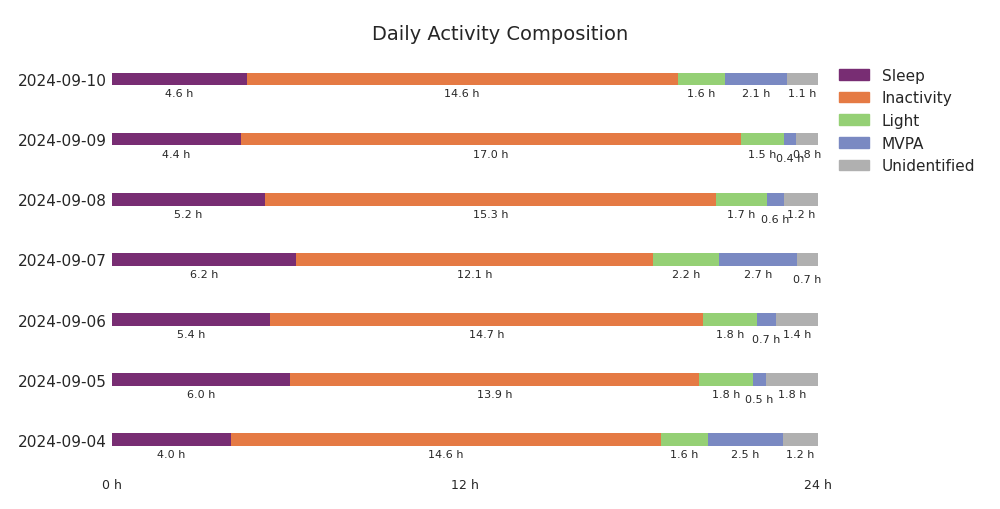 Daily Activity Composition
2024-09-10
4.6 h 14.6 h 1.6 h 2.1 h 1.1 h
2024-09-09
4.4 h 17.0 h 1.5 h 0.4 h 0.8 h
2024-09-08
5.2 h 15.3 h 1.7 h 0.6 h 1.2 h
2024-09-07
6.2 h 12.1 h 2.2 h 2.7 h 0.7 h
2024-09-06
5.4 h 14.7 h 1.8 h 0.7 h 1.4 h
2024-09-05
6.0 h 13.9 h 1.8 h 0.5 h 1.8 h
2024-09-04
4.0 h 14.6 h 1.6 h 2.5 h 1.2 h
0 h 12 h 24 h
Sleep
Inactivity
Light
MVPA
Unidentified